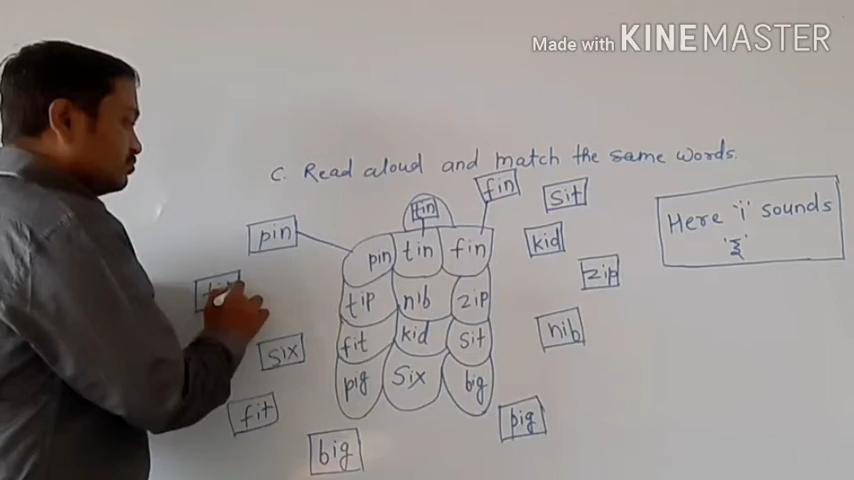 Made with KINEMASTER
C. Read aloud and match the same words.
fin
tin
sit
pin
kid
Here 'i' sounds
'इ'
pin tin fin
zip
tip nib zip
nib
fit kid sit
six
pig six big
fit
pig
big